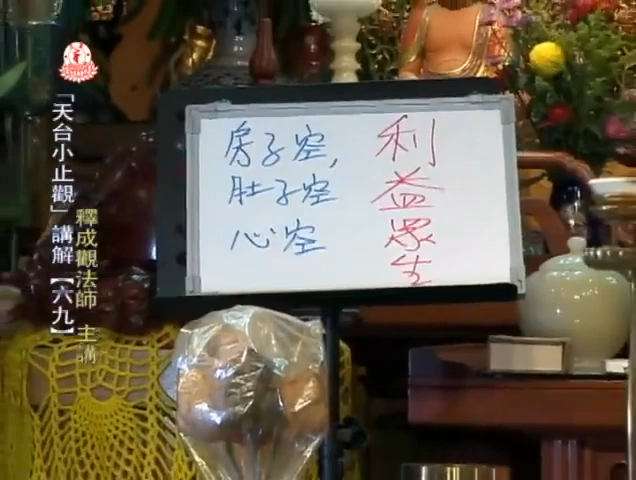 「天台小止觀」講解【六九】
釋成觀法師 主講
房子空,
肚子空
心空
利益眾生